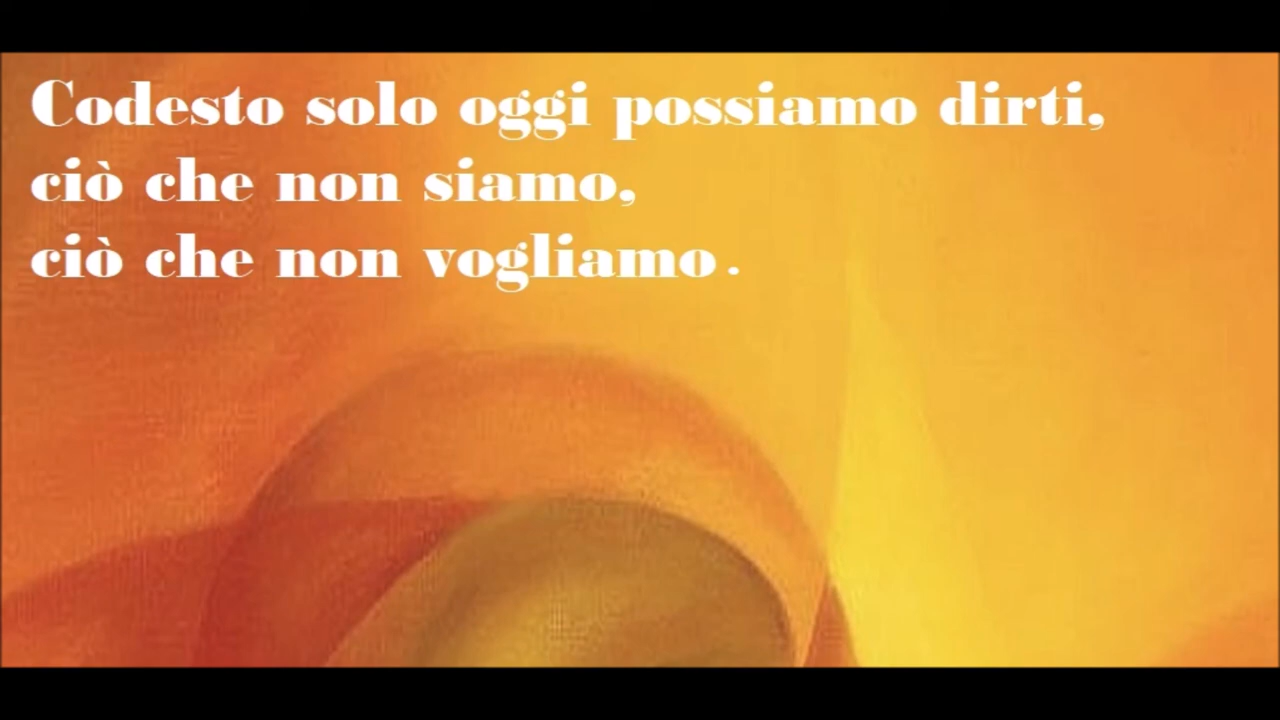 Codesto solo oggi possiamo dirti,
ciò che non siamo,
ciò che non vogliamo.